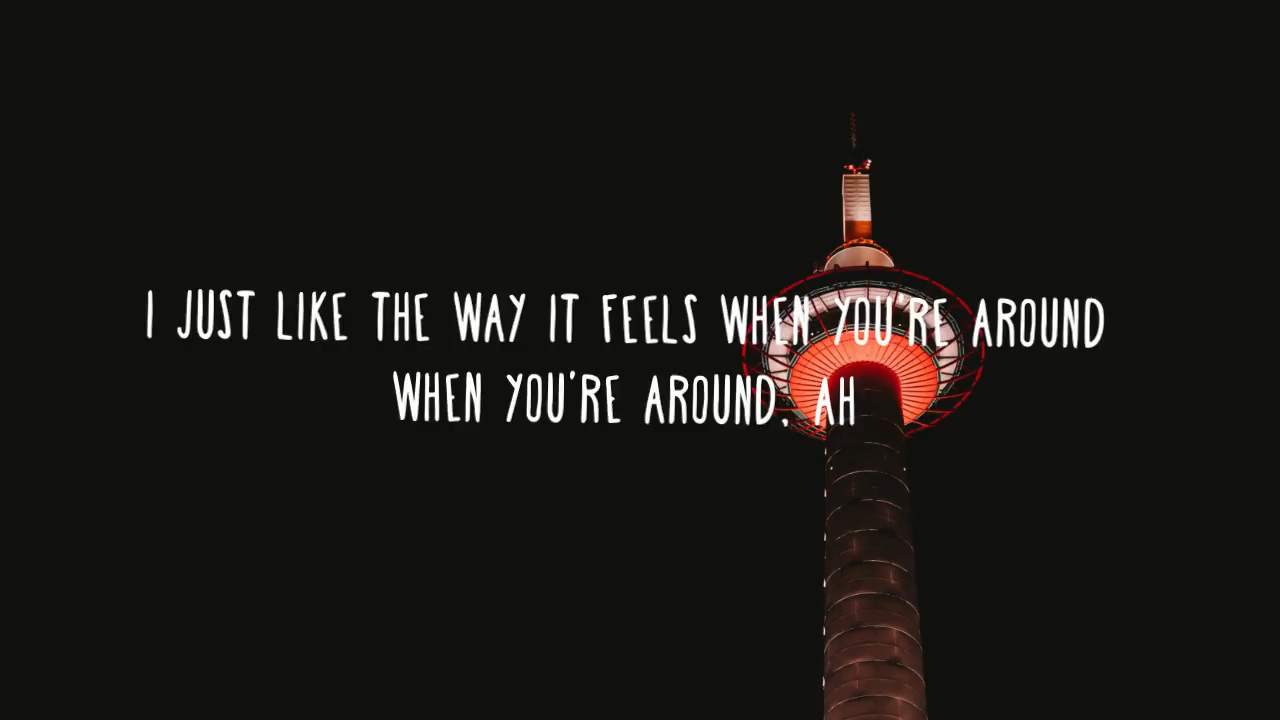 I JUST LIKE THE WAY IT FEELS WHEN YOU'RE AROUND
WHEN YOU'RE AROUND, AH